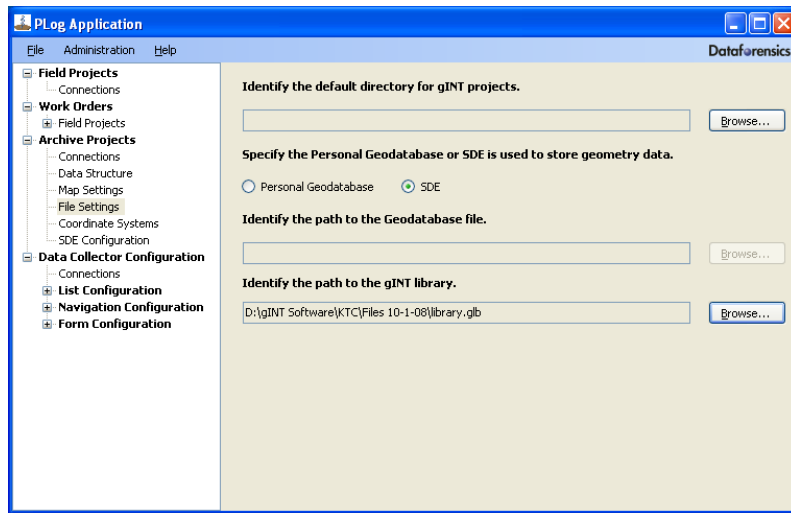 PLog Application
File Administration Help
Dataforensics
Field Projects
Connections
Work Orders
Field Projects
Archive Projects
Connections
Data Structure
Map Settings
File Settings
Coordinate Systems
SDE Configuration
Data Collector Configuration
Connections
List Configuration
Navigation Configuration
Form Configuration
Identify the default directory for gINT projects.
Browse...
Specify the Personal Geodatabase or SDE is used to store geometry data.
Personal Geodatabase SDE
Identify the path to the Geodatabase file.
Browse...
Identify the path to the gINT library.
D:\gINT Software\KTC\Files 10-1-08\library.glb Browse...